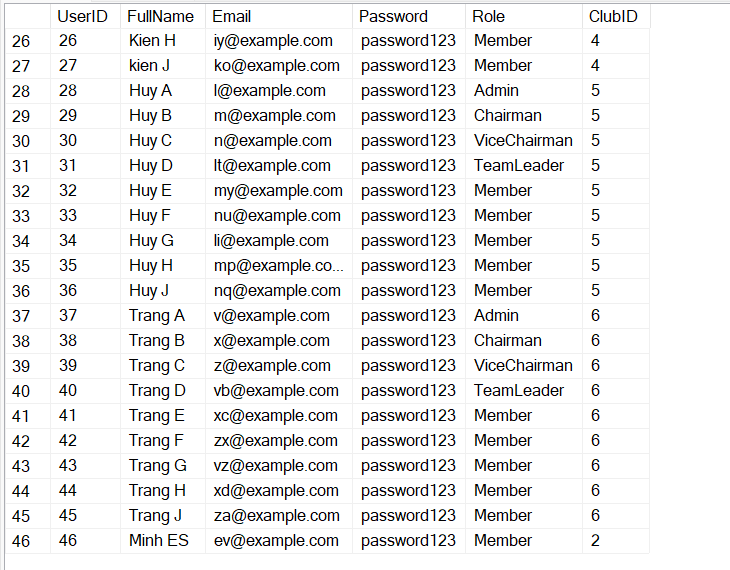 UserID FullName Email Password Role ClubID
26 26 Kien H iy@example.com password123 Member 4
27 27 kien J ko@example.com password123 Member 4
28 28 Huy A l@example.com password123 Admin 5
29 29 Huy B m@example.com password123 Chairman 5
30 30 Huy C n@example.com password123 ViceChairman 5
31 31 Huy D lt@example.com password123 TeamLeader 5
32 32 Huy E my@example.com password123 Member 5
33 33 Huy F nu@example.com password123 Member 5
34 34 Huy G li@example.com password123 Member 5
35 35 Huy H mp@example.co... password123 Member 5
36 36 Huy J nq@example.com password123 Member 5
37 37 Trang A v@example.com password123 Admin 6
38 38 Trang B x@example.com password123 Chairman 6
39 39 Trang C z@example.com password123 ViceChairman 6
40 40 Trang D vb@example.com password123 TeamLeader 6
41 41 Trang E xc@example.com password123 Member 6
42 42 Trang F zx@example.com password123 Member 6
43 43 Trang G vz@example.com password123 Member 6
44 44 Trang H xd@example.com password123 Member 6
45 45 Trang J za@example.com password123 Member 6
46 46 Minh ES ev@example.com password123 Member 2